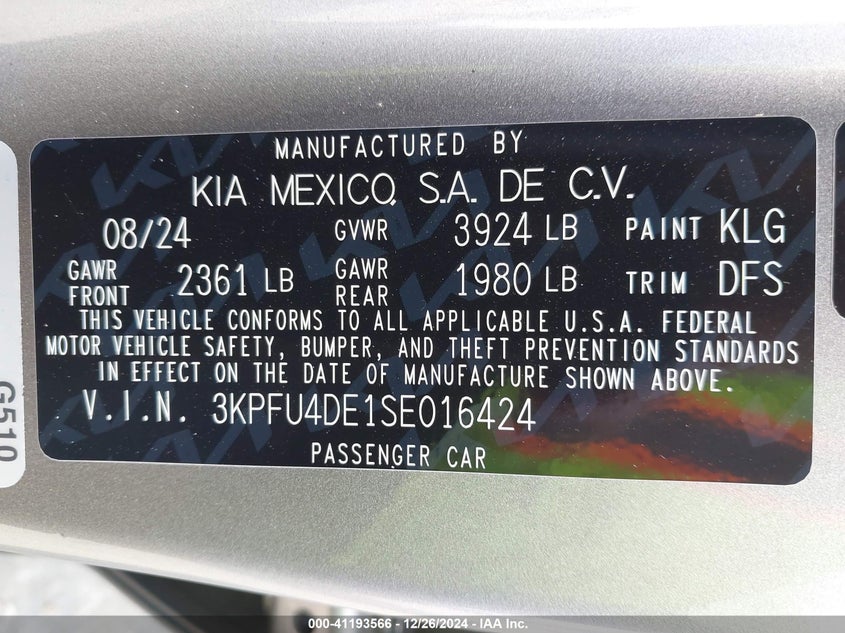 MANUFACTURED BY
KIA MEXICO, S.A. DE C.V.
08/24 GVWR 3924 LB PAINT KLG
GAWR FRONT 2361 LB GAWR REAR 1980 LB TRIM DFS
THIS VEHICLE CONFORMS TO ALL APPLICABLE U.S.A. FEDERAL
MOTOR VEHICLE SAFETY, BUMPER, AND THEFT PREVENTION STANDARDS
IN EFFECT ON THE DATE OF MANUFACTURE SHOWN ABOVE.
V.I.N. 3KPFU4DE1SE016424
PASSENGER CAR
G510
000-41193566 - 12/26/2024 - IAA Inc.